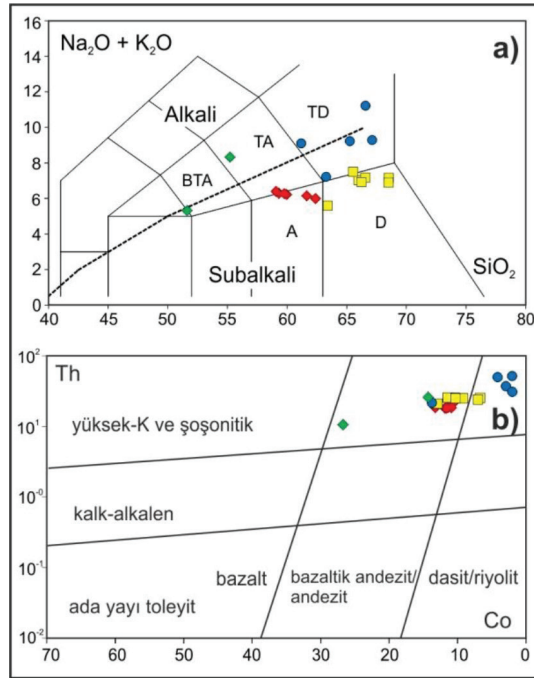 Na₂O + K₂O
a)
16
14
12
10
8
6
4
2
0
Alkali
TD
TA
BTA
A
D
Subalkali
SiO₂
40 45 50 55 60 65 70 75 80
10²
Th
b)
yüksek-K ve şoşonitik
10¹
10⁻⁰
kalk-alkalen
10⁻¹
bazalt
bazaltik andezit/
andezit
dasit/riyolit
ada yayı toleyit
Co
10⁻²
70 60 50 40 30 20 10 0